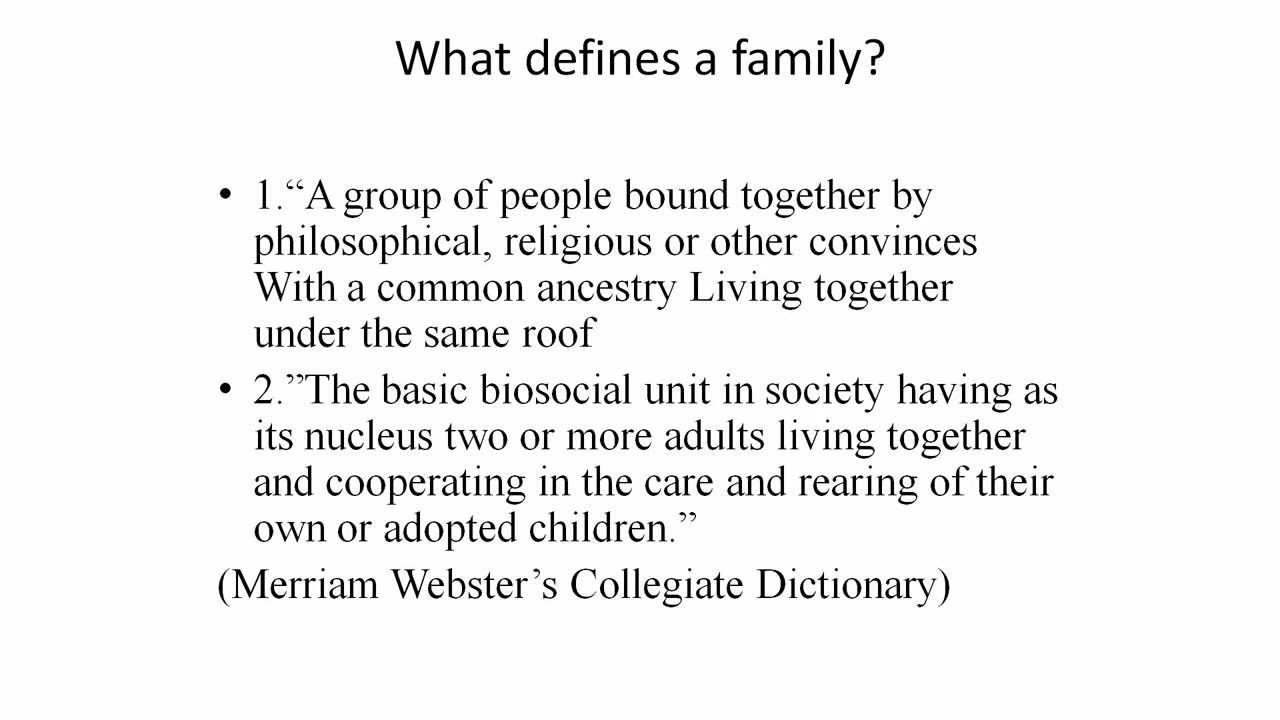 What defines a family?
• 1.“A group of people bound together by
philosophical, religious or other convinces
With a common ancestry Living together
under the same roof
• 2.”The basic biosocial unit in society having as
its nucleus two or more adults living together
and cooperating in the care and rearing of their
own or adopted children.”
(Merriam Webster’s Collegiate Dictionary)